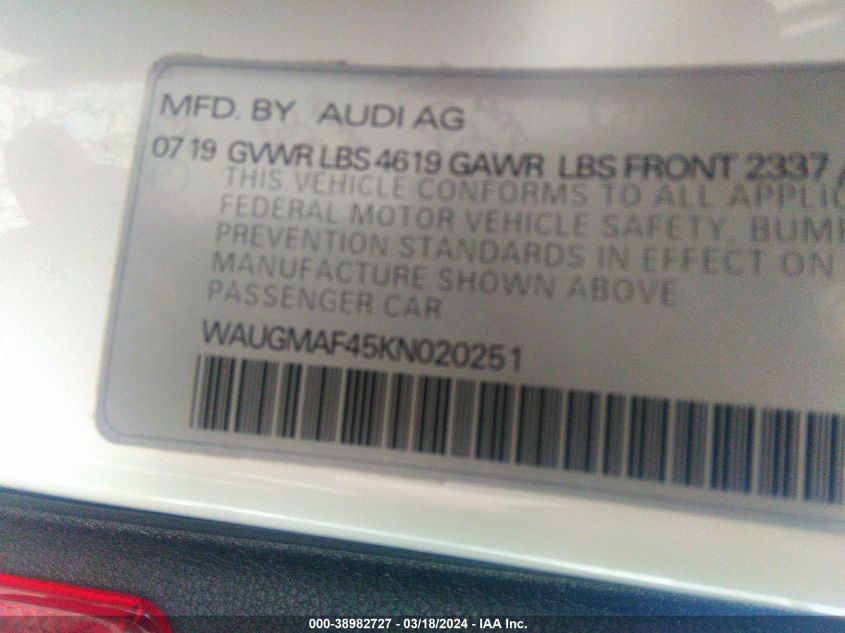 MFD. BY AUDI AG
07 19 GVWR LBS 4619 GAWR LBS FRONT 2337 /
THIS VEHICLE CONFORMS TO ALL APPLIC
FEDERAL MOTOR VEHICLE SAFETY, BUM
PREVENTION STANDARDS IN EFFECT ON
MANUFACTURE SHOWN ABOVE
PASSENGER CAR
WAUGMAF45KN020251
000-38982727 - 03/18/2024 - IAA Inc.